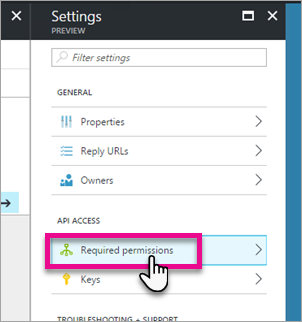 Settings
PREVIEW
Filter settings
GENERAL
Properties
Reply URLs
Owners
API ACCESS
Required permissions
Keys
TROUBLESHOOTING + SUPPORT